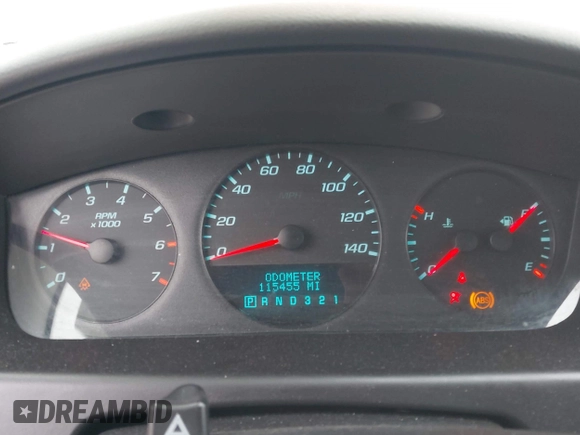 0 1 2 3 4 5 6 7
RPM
x 1000
0 20 40 60 80 100 120 140
MPH
ODOMETER
115455 MI
P R N D 3 2 1
H C
F E
ABS
DREAMBID